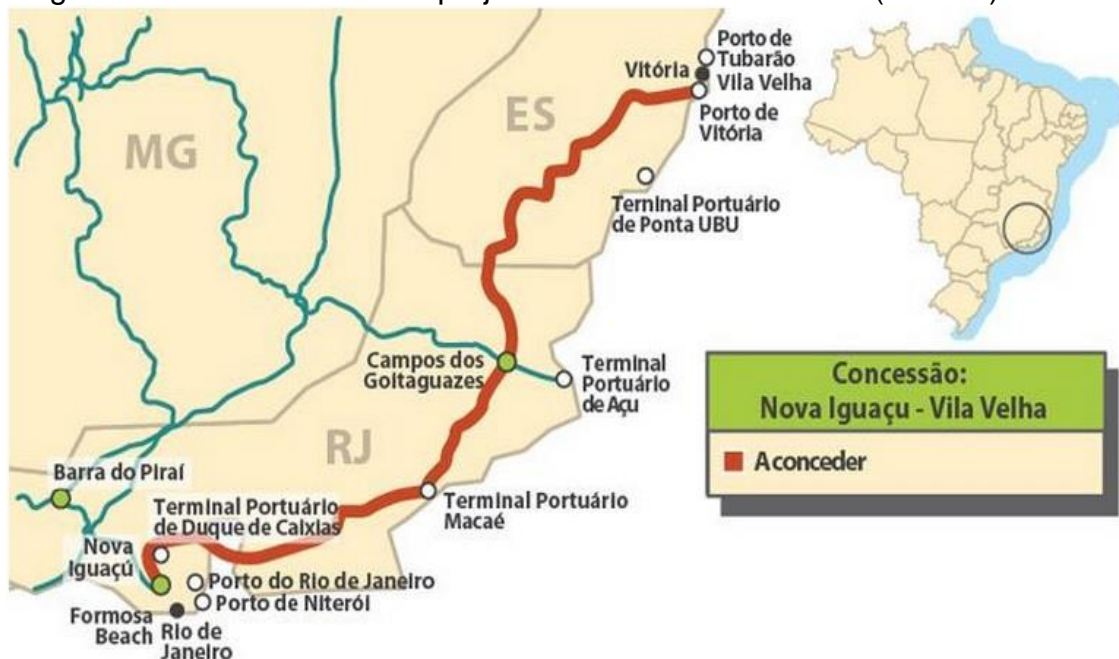 MG
ES
RJ
Porto de
Tubarão
Vitória
Vila Velha
Porto de
Vitória
Terninal Portuário
de Ponta UBU
Campos dos
Goitaguazes
Terminal
Portuário
de Açu
Barra do Piraí
Terminal Portuário
de Duque de Caixias
Terminal Portuário
Macaé
Nova
Iguaçú
Porto do Rio de Janeiro
Porto de Niterói
Formosa
Beach
Rio de
Janeiro
Concessão:
Nova Iguaçu - Vila Velha
A conceder